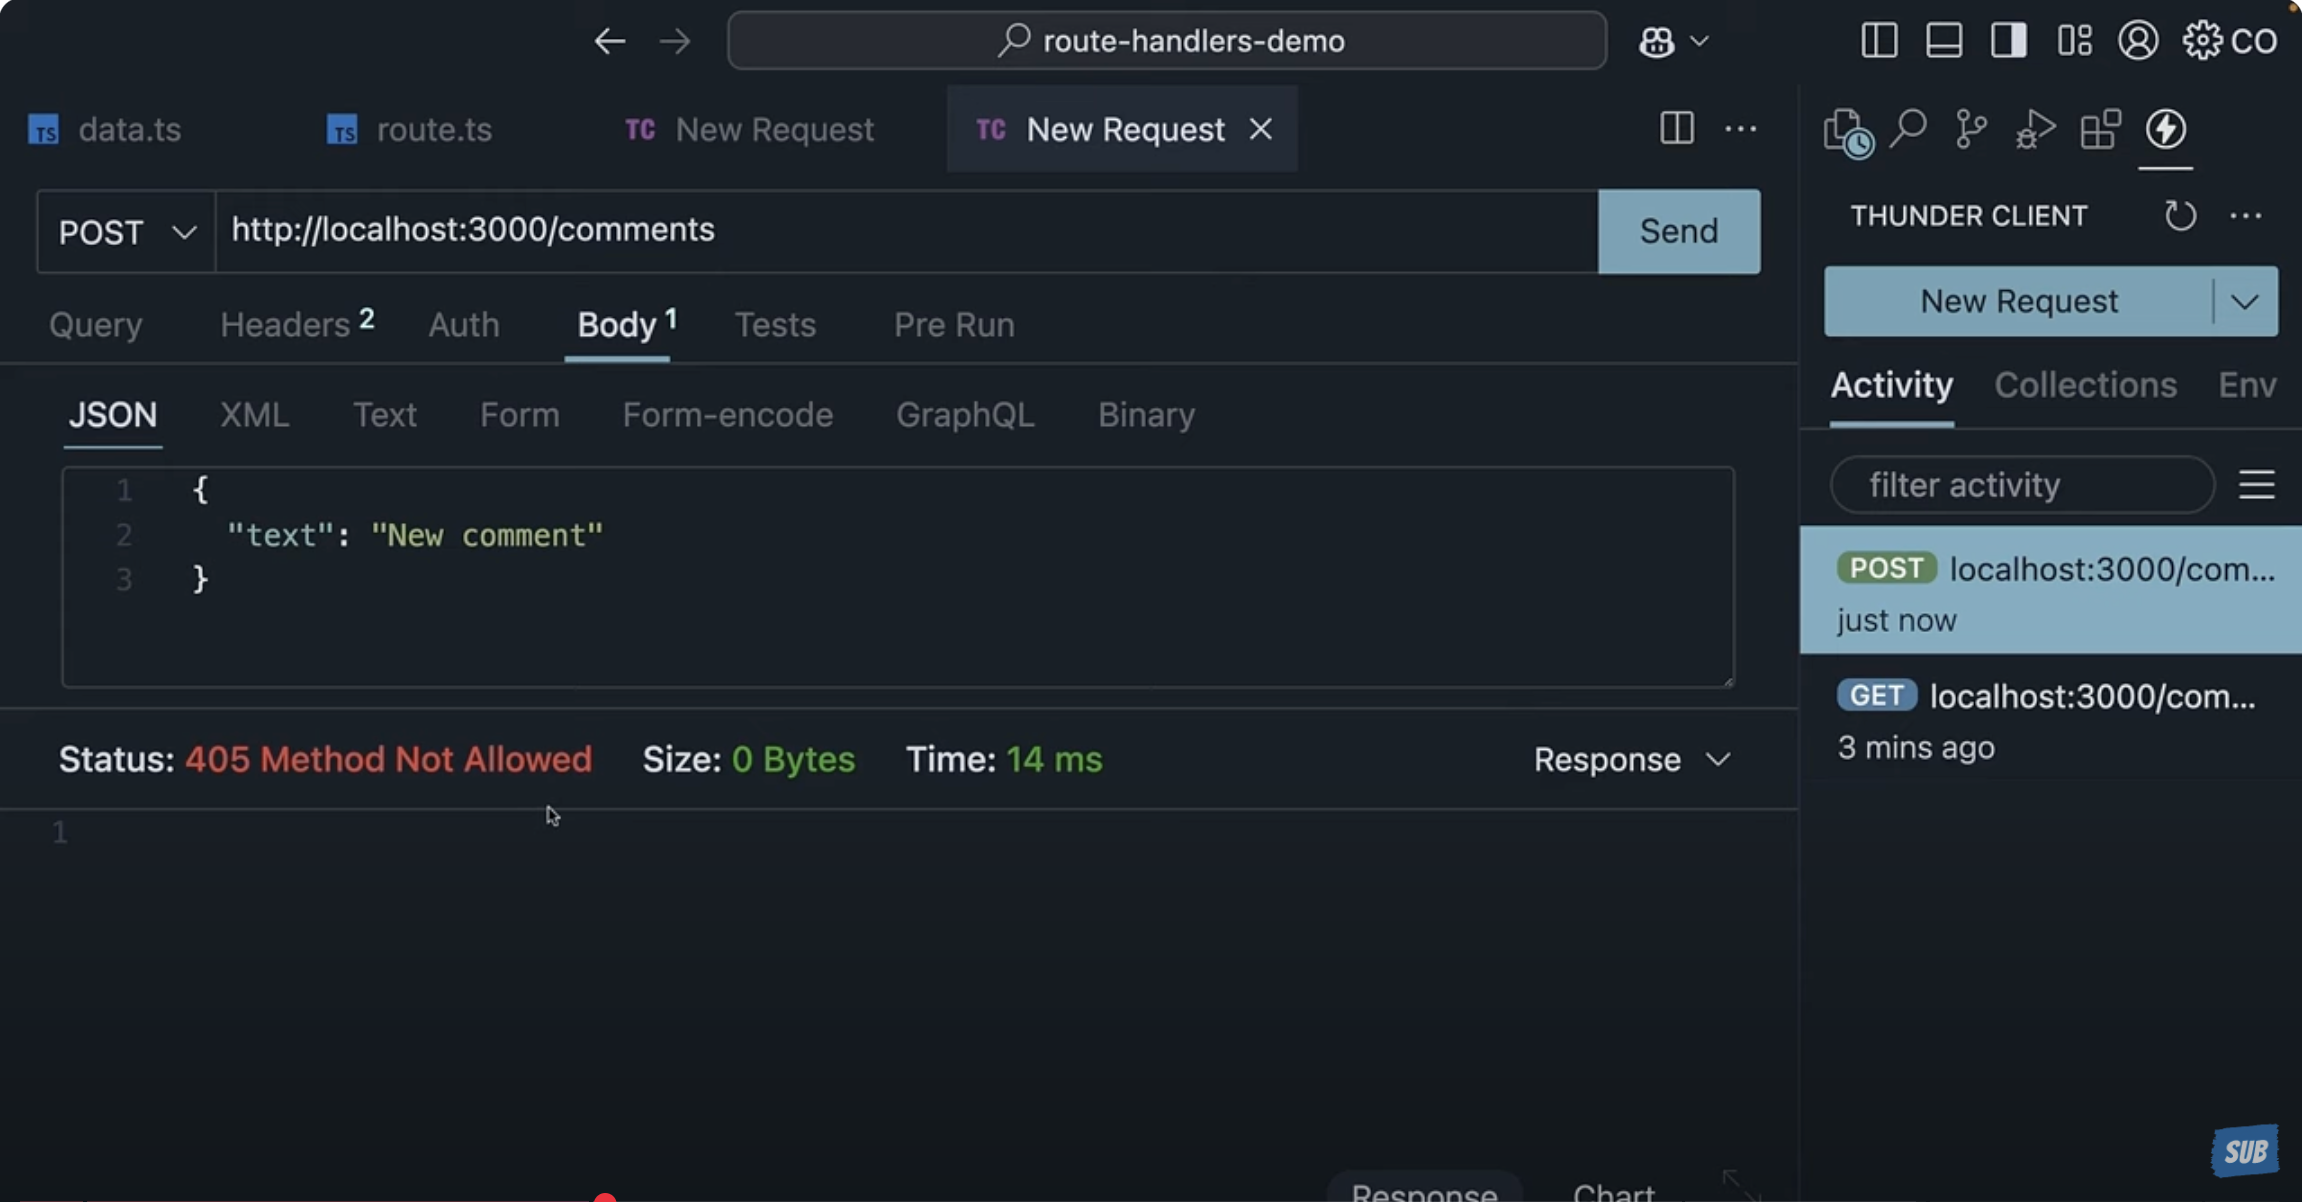 route-handlers-demo
CO
TS data.ts
TS route.ts
TC New Request
TC New Request
POST
http://localhost:3000/comments
Send
Query
Headers 2
Auth
Body 1
Tests
Pre Run
JSON
XML
Text
Form
Form-encode
GraphQL
Binary
1 {
2 "text": "New comment"
3 }
Status: 405 Method Not Allowed
Size: 0 Bytes
Time: 14 ms
Response
1
Response
Chart
THUNDER CLIENT
New Request
Activity
Collections
Env
filter activity
POST localhost:3000/com...
just now
GET localhost:3000/com...
3 mins ago
SUB